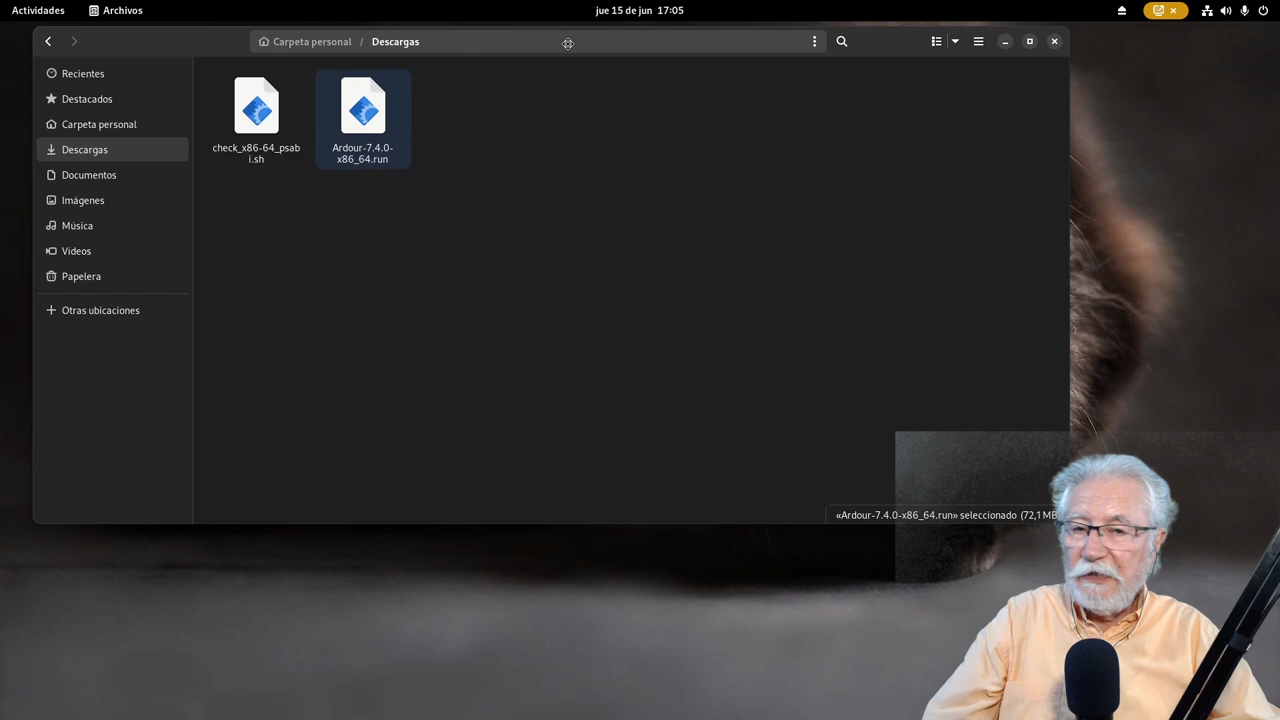 Actividades
Archivos
jue 15 de jun 17:05
Carpeta personal / Descargas
Recientes
Destacados
Carpeta personal
Descargas
Documentos
Imágenes
Música
Vídeos
Papelera
Otras ubicaciones
check_x86-64_psab
i.sh
Ardour-7.4.0-
x86_64.run
«Ardour-7.4.0-x86_64.run» seleccionado (72,1 MB